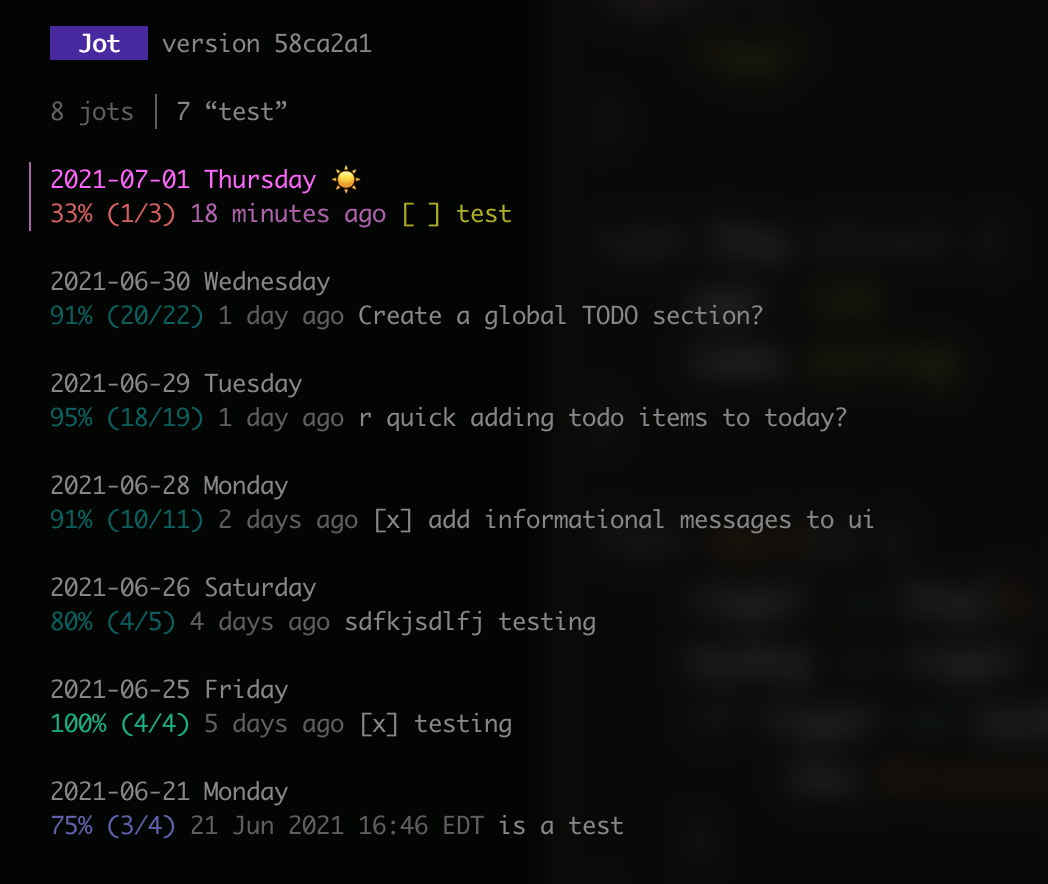 Jot version 58ca2a1
8 jots │ 7 “test”
2021-07-01 Thursday ☀️
33% (1/3) 18 minutes ago [ ] test
2021-06-30 Wednesday
91% (20/22) 1 day ago Create a global TODO section?
2021-06-29 Tuesday
95% (18/19) 1 day ago r quick adding todo items to today?
2021-06-28 Monday
91% (10/11) 2 days ago [x] add informational messages to ui
2021-06-26 Saturday
80% (4/5) 4 days ago sdfkjsdlfj testing
2021-06-25 Friday
100% (4/4) 5 days ago [x] testing
2021-06-21 Monday
75% (3/4) 21 Jun 2021 16:46 EDT is a test